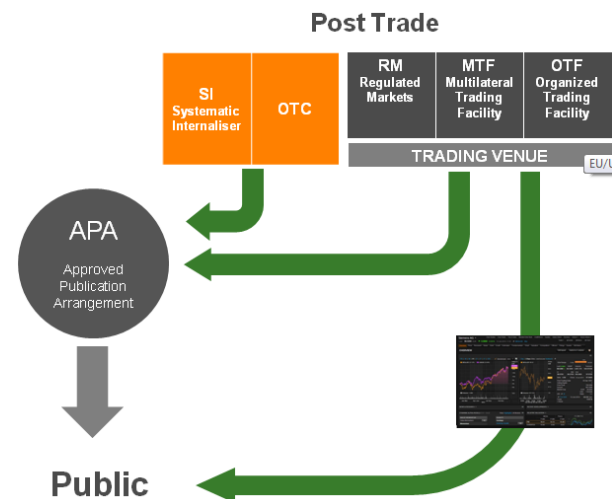 Post Trade
SI
Systematic
Internaliser
OTC
RM
Regulated
Markets
MTF
Multilateral
Trading
Facility
OTF
Organized
Trading
Facility
TRADING VENUE
EU/U
APA
Approved
Publication
Arrangement
Public